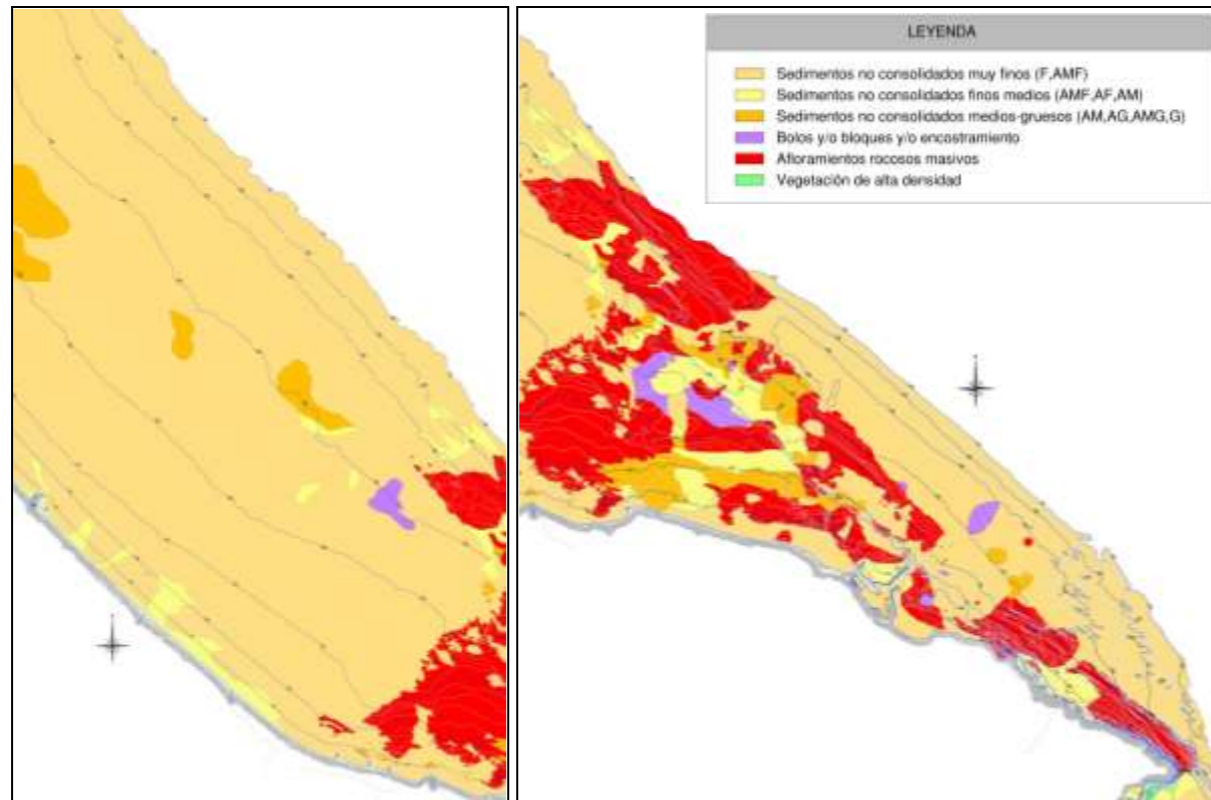 LEYENDA
Sedimentos no consolidados muy finos (F,AMF)
Sedimentos no consolidados finos medios (AMF,AF,AM)
Sedimentos no consolidados medios-gruesos (AM,AG,AMG,G)
Bolos y/o bloques y/o encostramiento
Afloramientos rocosos masivos
Vegetación de alta densidad